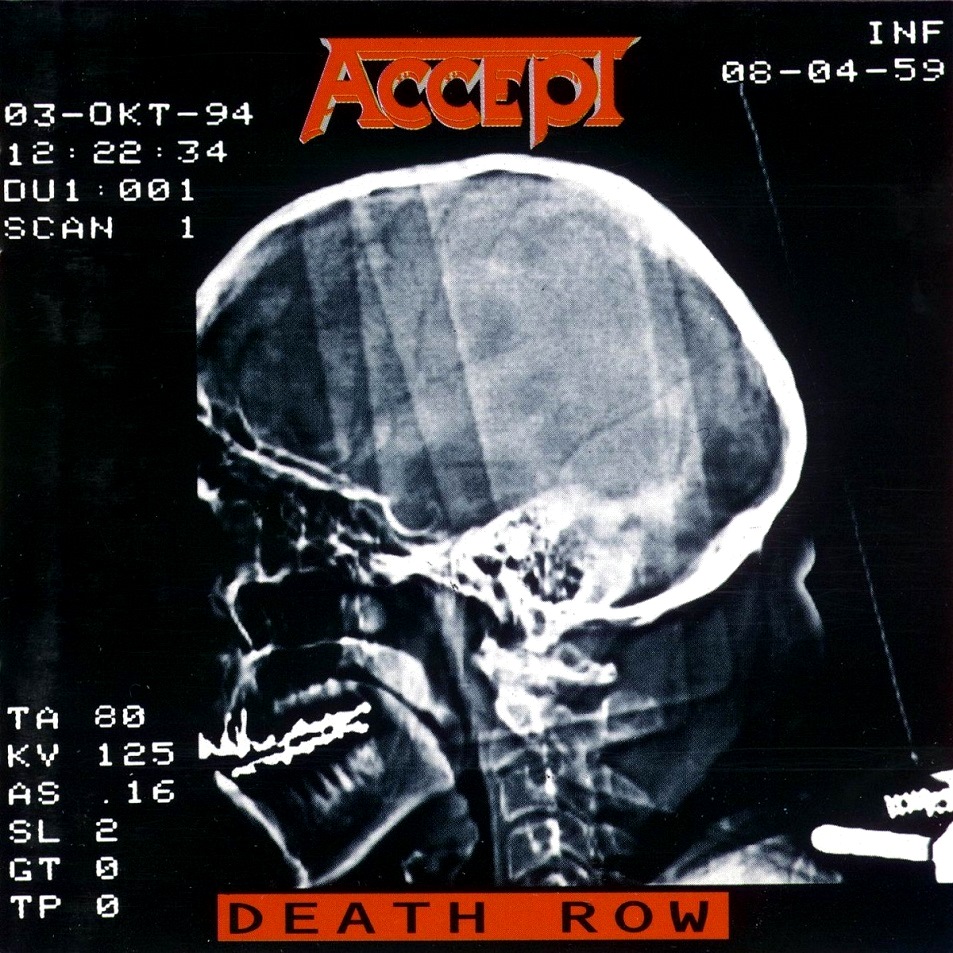 ACCEPT
INF
08-04-59
03-OKT-94
12:22:34
DU1:001
SCAN 1
TA 80
KV 125
AS .16
SL 2
GT 0
TP 0
DEATH ROW